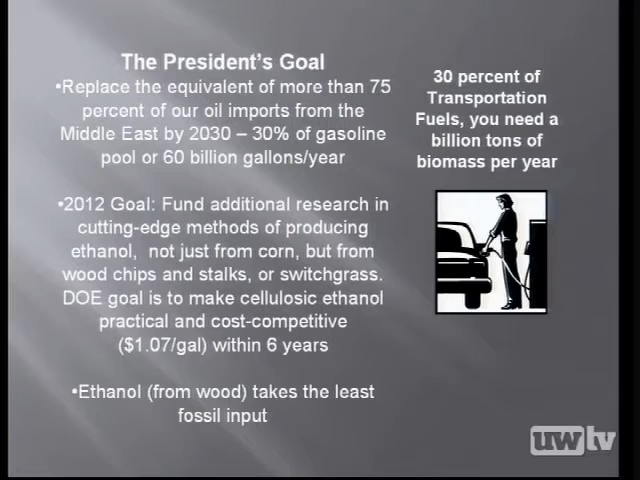 The President's Goal
•Replace the equivalent of more than 75
percent of our oil imports from the
Middle East by 2030 – 30% of gasoline
pool or 60 billion gallons/year
•2012 Goal: Fund additional research in
cutting-edge methods of producing
ethanol, not just from corn, but from
wood chips and stalks, or switchgrass.
DOE goal is to make cellulosic ethanol
practical and cost-competitive
($1.07/gal) within 6 years
•Ethanol (from wood) takes the least
fossil input
30 percent of
Transportation
Fuels, you need a
billion tons of
biomass per year
uwtv